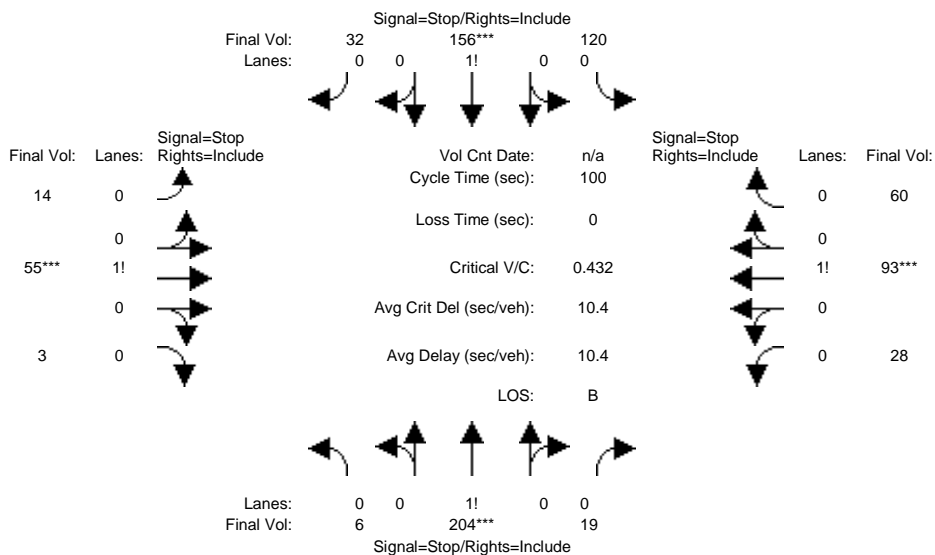 Signal=Stop/Rights=Include
Final Vol: 32 156*** 120
Lanes: 0 0 1! 0 0
Signal=Stop Signal=Stop
Final Vol: Lanes: Rights=Include Vol Cnt Date: n/a Rights=Include Lanes: Final Vol:
Cycle Time (sec): 100
14 0 0 60
Loss Time (sec): 0
0 0
55*** 1! Critical V/C: 0.432 1! 93***
0 Avg Crit Del (sec/veh): 10.4 0
3 0 Avg Delay (sec/veh): 10.4 0 28
LOS: B
Lanes: 0 0 1! 0 0
Final Vol: 6 204*** 19
Signal=Stop/Rights=Include